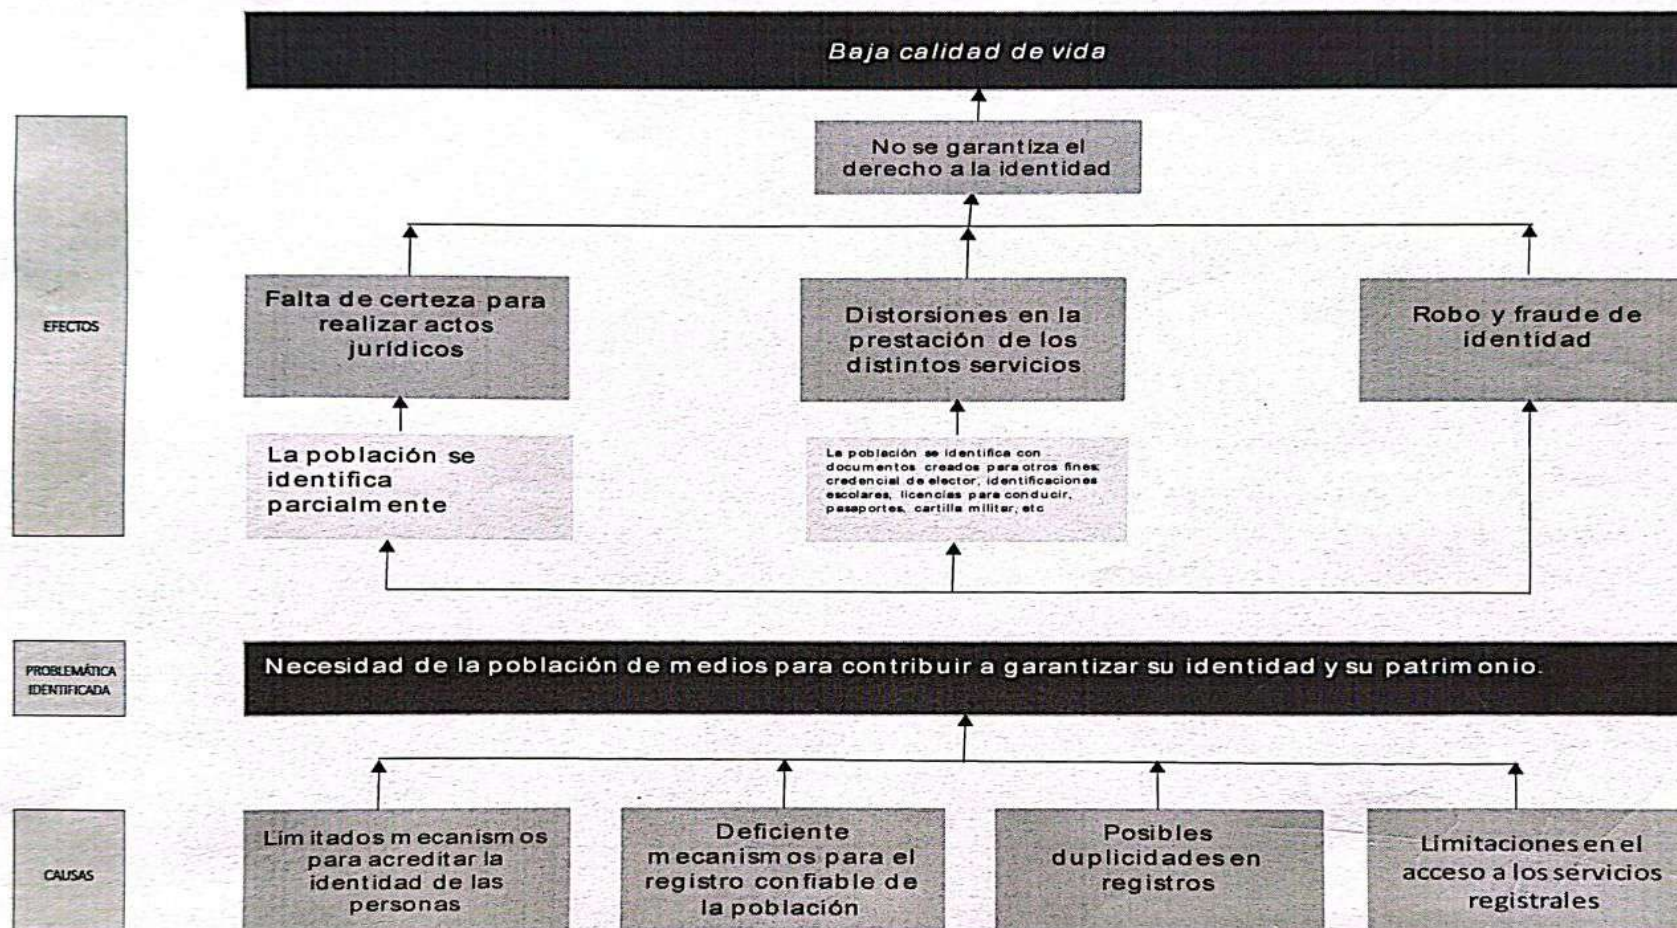 Baja calidad de vida
No se garantiza el
derecho a la identidad
EFECTOS
Falta de certeza para
realizar actos
jurídicos
Distorsiones en la
prestación de los
distintos servicios
Robo y fraude de
identidad
La población se
identifica
parcialmente
La población se identifica con
documentos creados para otros fines:
credencial de elector, identificaciones
escolares, licencias para conducir,
pasaportes, cartilla militar, etc
PROBLEMÁTICA
IDENTIFICADA
Necesidad de la población de medios para contribuir a garantizar su identidad y su patrimonio.
CAUSAS
Limitados mecanismos
para acreditar la
identidad de las
personas
Deficiente
mecanismos para el
registro confiable de
la población
Posibles
duplicidades en
registros
Limitaciones en el
acceso a los servicios
registrales